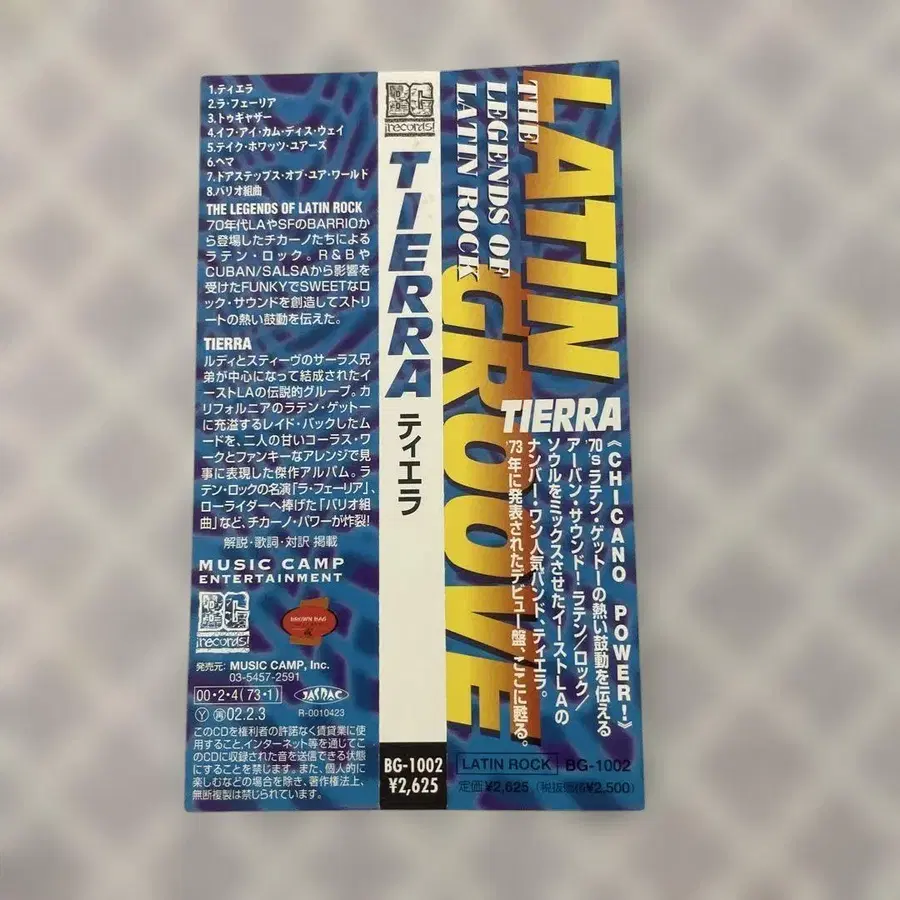 1.ティエラ
2.ラ・フェーリア
3.トゥギャザー
4.イフ・アイ・カム・ディス・ウェイ
5.テイク・ホワッツ・ユアーズ
6.ヘマ
7.ドアステップス・オブ・ユア・ワールド
8.バリオ組曲
THE LEGENDS OF LATIN ROCK
70年代LAやSFのBARRIOか
ら登場したチカーノたちによる
ラテン・ロック。R&Bや
CUBAN/SALSAから影響を
受けたFUNKYでSWEETなロ
ック・サウンドを創造してストリ
ートの熱い鼓動を伝えた。
TIERRA
ルディとスティーヴのサーラス兄
弟が中心になって結成されたイ
ーストLAの伝説的グループ。カ
リフォルニアのラテン・ゲットー
に充溢するレイド・バックしたム
ードを、二人の甘いコーラス・ワ
ークとファンキーなアレンジで見
事に表現した傑作アルバム。ラ
テン・ロックの名演「ラ・フェーリア」、
ローライダーへ捧げた「バリオ組
曲」など、チカーノ・パワーが炸裂!
解説・歌詞・対訳 掲載
MUSIC CAMP
ENTERTAINMENT
BG
records!
BROWN BAG
発売元: MUSIC CAMP, Inc.
03-5457-2591
00・2・4(73・1)
JASRAC
R-0010423
Ⓨ 再 02.2.3
このCDを権利者の許諾なく賃貸業に使
用すること、インターネット等を通じてこ
のCDに収録された音を送信できる状態
にすることを禁じます。また、個人的に
楽しむなどの場合を除き、著作権法上、
無断複製は禁じられています。
BG
records!
TIERRA
ティエラ
BG-1002
¥2,625
LATIN
GROOVE
THE
LEGENDS OF
LATIN ROCK
TIERRA
《CHICANO POWER!》
'70sラテン・ゲットーの熱い鼓動を伝える
アーバン・サウンド!ラテン/ロック/
ソウルをミックスさせたイーストLAの
ナンバー・ワン人気バンド、ティエラ。
'73年に発表されたデビュー盤、ここに甦る。
LATIN ROCK BG-1002
定価¥2,625 (税抜価格¥2,500)